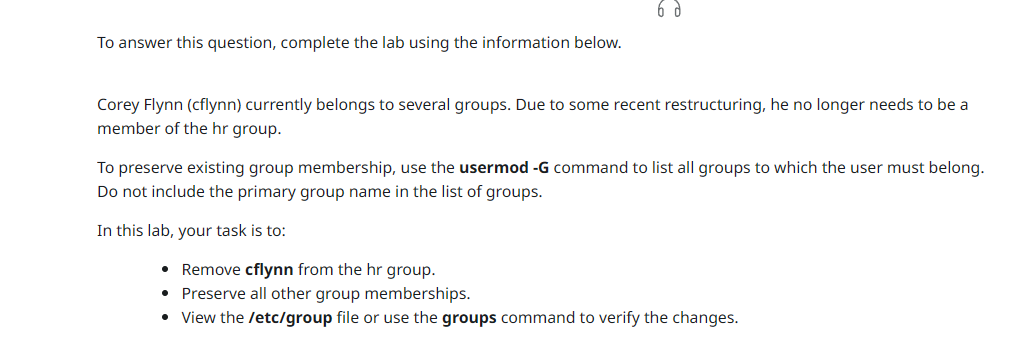 To answer this question, complete the lab using the information below.
Corey Flynn (cflynn) currently belongs to several groups. Due to some recent restructuring, he no longer needs to be a
member of the hr group.
To preserve existing group membership, use the usermod -G command to list all groups to which the user must belong.
Do not include the primary group name in the list of groups.
In this lab, your task is to:
• Remove cflynn from the hr group.
• Preserve all other group memberships.
• View the /etc/group file or use the groups command to verify the changes.